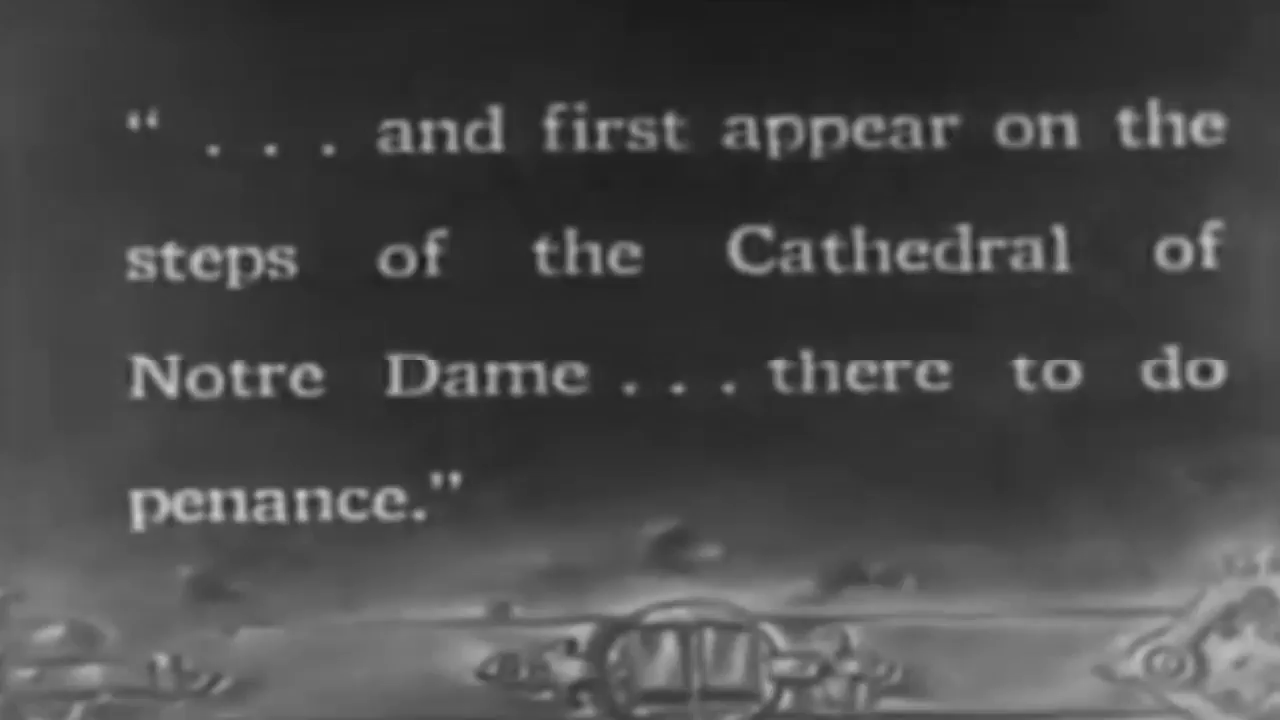 “ . . . and first appear on the
steps of the Cathedral of
Notre Dame . . . there to do
penance."